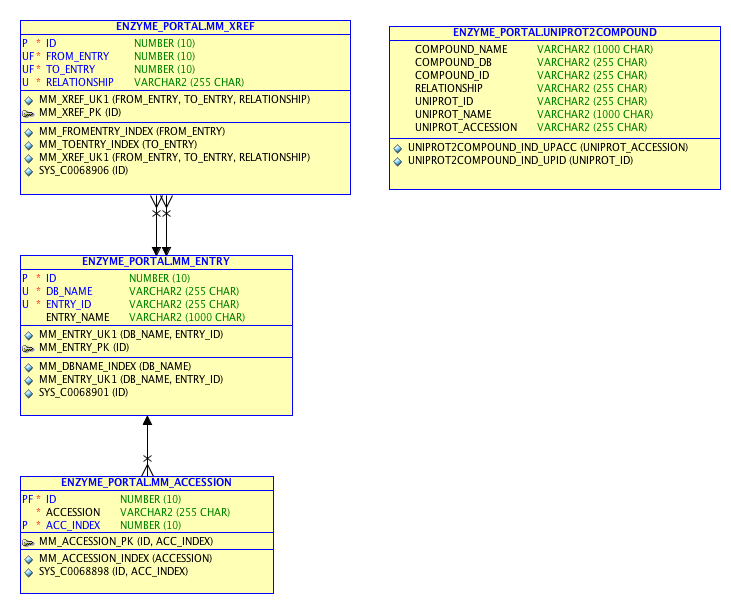 ENZYME_PORTAL.MM_XREF
P * ID NUMBER (10)
UF* FROM_ENTRY NUMBER (10)
UF* TO_ENTRY NUMBER (10)
U * RELATIONSHIP VARCHAR2 (255 CHAR)
MM_XREF_UK1 (FROM_ENTRY, TO_ENTRY, RELATIONSHIP)
MM_XREF_PK (ID)
MM_FROMENTRY_INDEX (FROM_ENTRY)
MM_TOENTRY_INDEX (TO_ENTRY)
MM_XREF_UK1 (FROM_ENTRY, TO_ENTRY, RELATIONSHIP)
SYS_C0068906 (ID)
ENZYME_PORTAL.UNIPROT2COMPOUND
COMPOUND_NAME VARCHAR2 (1000 CHAR)
COMPOUND_DB VARCHAR2 (255 CHAR)
COMPOUND_ID VARCHAR2 (255 CHAR)
RELATIONSHIP VARCHAR2 (255 CHAR)
UNIPROT_ID VARCHAR2 (255 CHAR)
UNIPROT_NAME VARCHAR2 (1000 CHAR)
UNIPROT_ACCESSION VARCHAR2 (255 CHAR)
UNIPROT2COMPOUND_IND_UPACC (UNIPROT_ACCESSION)
UNIPROT2COMPOUND_IND_UPID (UNIPROT_ID)
ENZYME_PORTAL.MM_ENTRY
P * ID NUMBER (10)
U * DB_NAME VARCHAR2 (255 CHAR)
U * ENTRY_ID VARCHAR2 (255 CHAR)
ENTRY_NAME VARCHAR2 (1000 CHAR)
MM_ENTRY_UK1 (DB_NAME, ENTRY_ID)
MM_ENTRY_PK (ID)
MM_DBNAME_INDEX (DB_NAME)
MM_ENTRY_UK1 (DB_NAME, ENTRY_ID)
SYS_C0068901 (ID)
ENZYME_PORTAL.MM_ACCESSION
PF * ID NUMBER (10)
* ACCESSION VARCHAR2 (255 CHAR)
P * ACC_INDEX NUMBER (10)
MM_ACCESSION_PK (ID, ACC_INDEX)
MM_ACCESSION_INDEX (ACCESSION)
SYS_C0068898 (ID, ACC_INDEX)